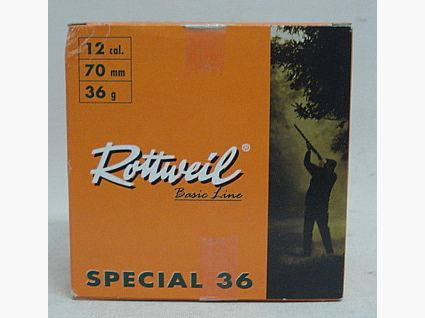 12 cal.
70 mm
36 g
Rottweil®
Basic Line
SPECIAL 36